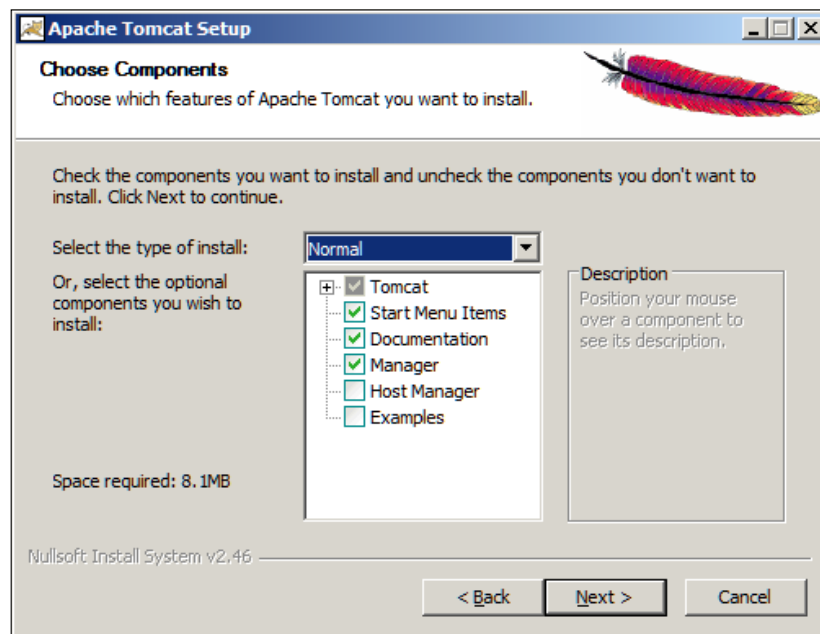 Apache Tomcat Setup
Choose Components
Choose which features of Apache Tomcat you want to install.
Check the components you want to install and uncheck the components you don't want to
install. Click Next to continue.
Select the type of install:
Normal
Or, select the optional
components you wish to
install:
Tomcat
Start Menu Items
Documentation
Manager
Host Manager
Examples
Description
Position your mouse
over a component to
see its description.
Space required: 8.1MB
Nullsoft Install System v2.46
< Back
Next >
Cancel